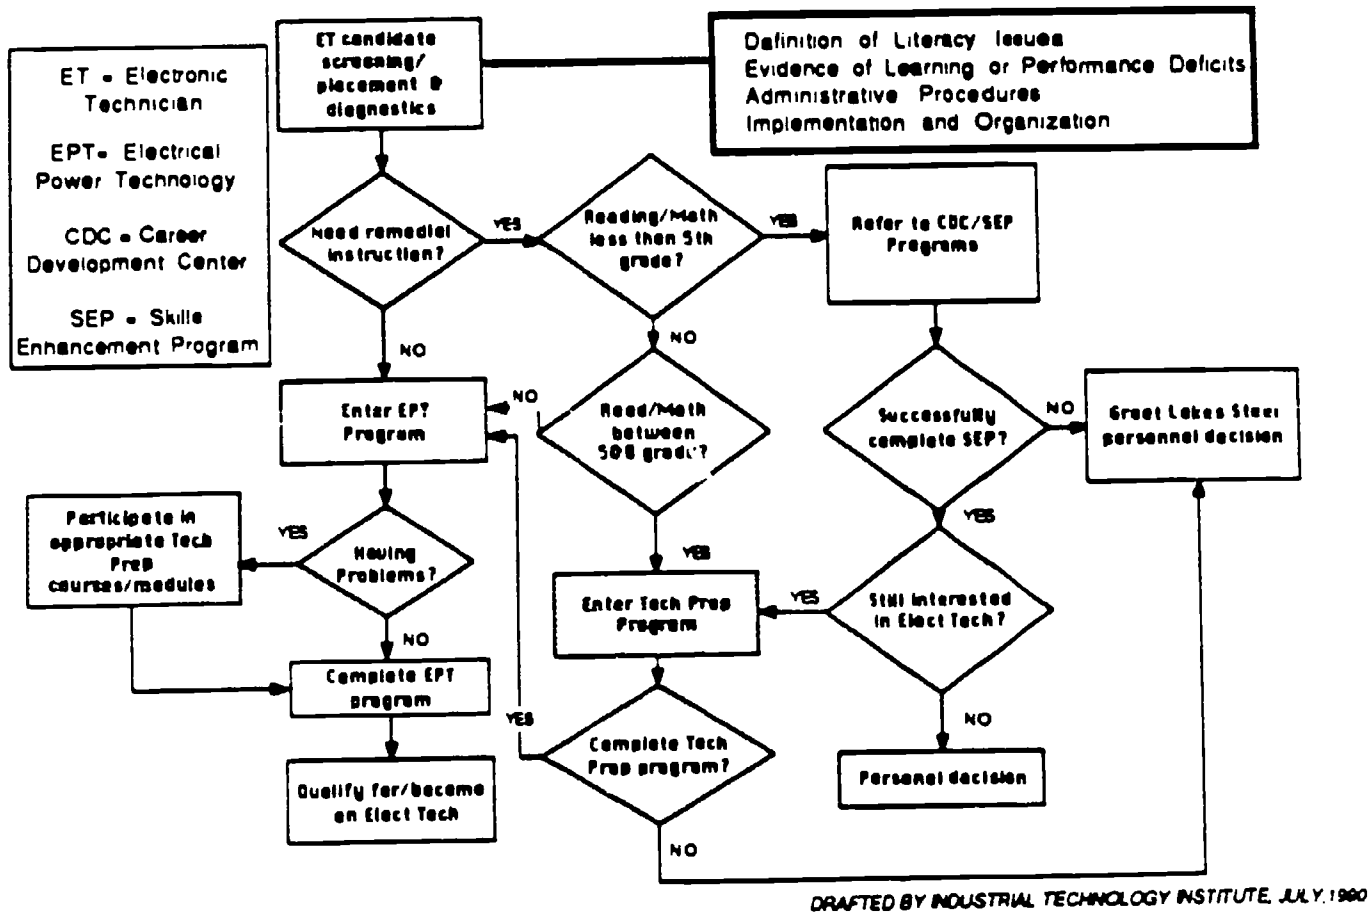 ET candidate
screening/
placement &
diagnostics
Definition of Literacy Issues
Evidence of Learning or Performance Deficits
Administrative Procedures
Implementation and Organization
ET = Electronic
Technician
EPT= Electrical
Power Technology
CDC = Career
Development Center
SEP = Skills
Enhancement Program
Need remedial
instruction?
YES
Reading/Math
less than 5th
grade?
YES
Refer to CDC/SEP
Programs
NO
NO
Enter EPT
Program
NO
Read/Math
between
5&8 grade?
Successfully
complete SEP?
NO
Great Lakes Steel
personnel decision
Participate in
appropriate Tech
Prep
courses/modules
YES
Having
Problems?
YES
YES
Enter Tech Prep
Program
YES
Still interested
in Elect Tech?
NO
Complete EPT
program
YES
Complete Tech
Prep program?
NO
Personal decision
Qualify for/become
an Elect Tech
NO
DRAFTED BY INDUSTRIAL TECHNOLOGY INSTITUTE, JULY, 1990